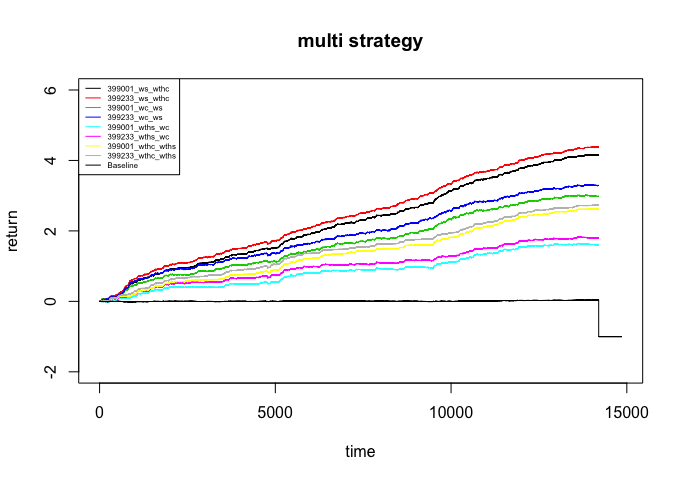 multi strategy
399001_ws_wthc
399233_ws_wthc
399001_wc_ws
399233_wc_ws
399001_wths_wc
399233_wths_wc
399001_wthc_wths
399233_wthc_wths
Baseline
6
4
2
0
-2
return
0 5000 10000 15000
time